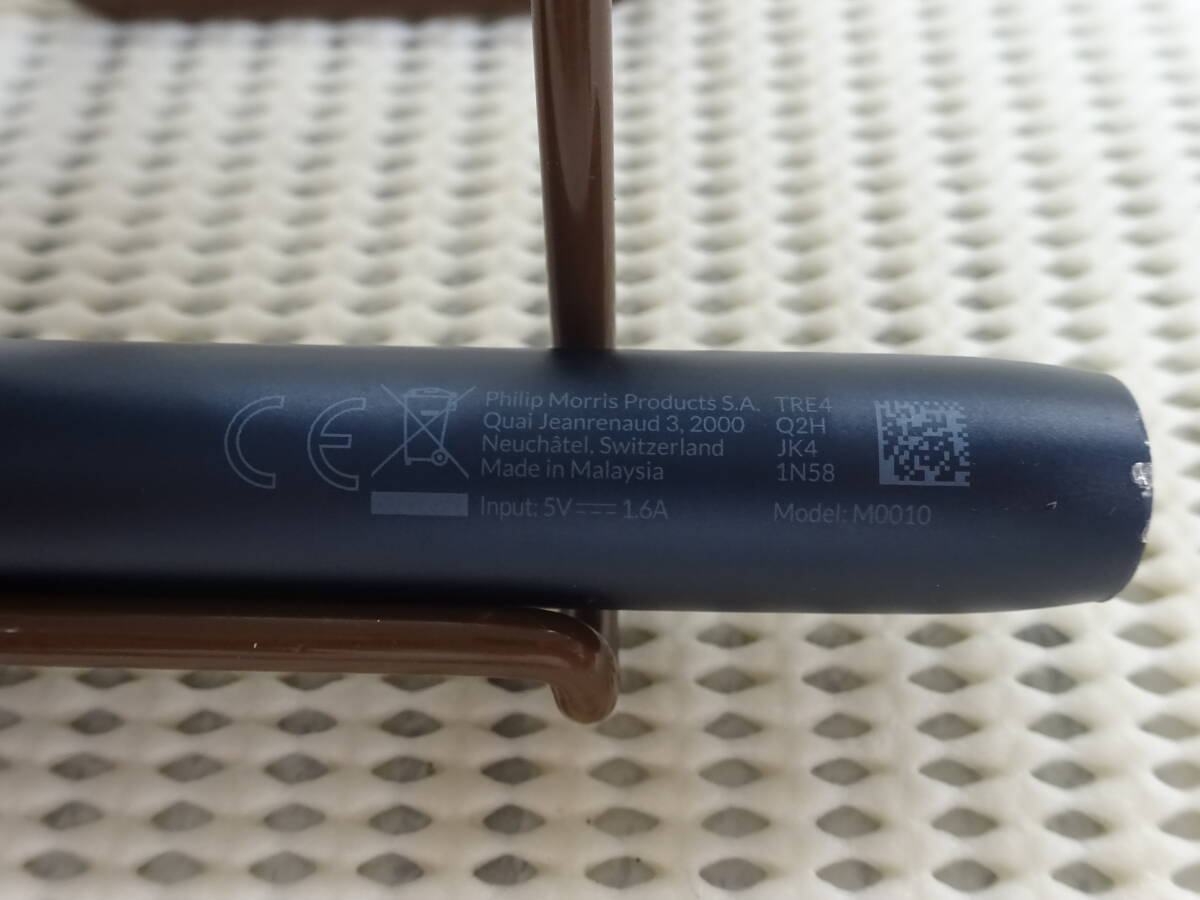 CE
Philip Morris Products S.A.
Quai Jeanrenaud 3, 2000
Neuchâtel, Switzerland
Made in Malaysia
Input: 5V⎓1.6A
TRE4
Q2H
JK4
1N58
Model: M0010